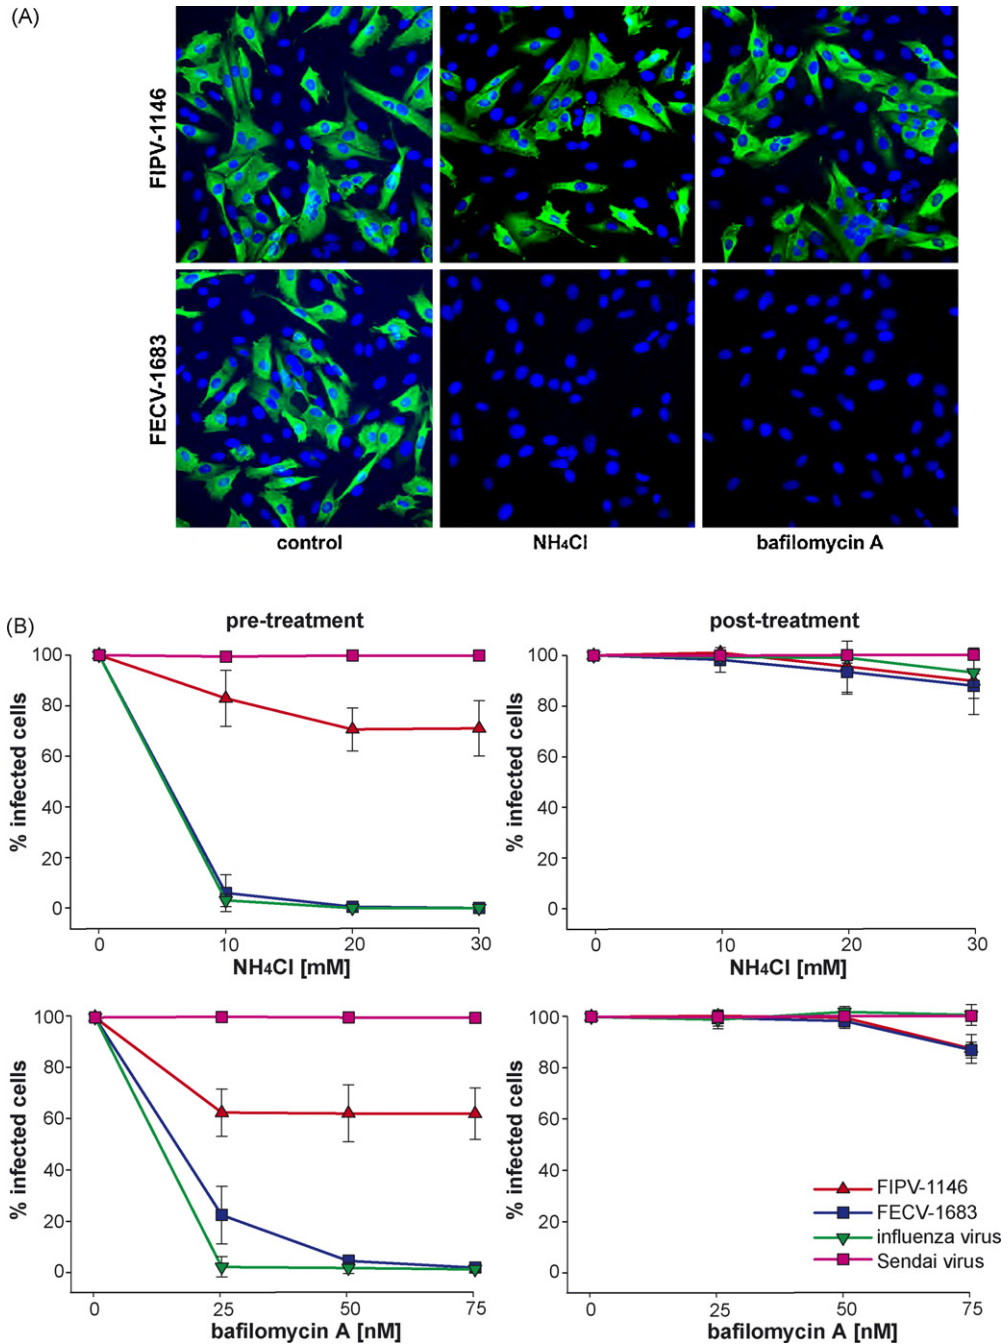 (A)
FIPV-1146
FECV-1683
control NH4Cl bafilomycin A
(B)
pre-treatment post-treatment
% infected cells
100
80
60
40
20
0
0 10 20 30
NH4Cl [mM]
% infected cells
100
80
60
40
20
0
0 10 20 30
NH4Cl [mM]
% infected cells
100
80
60
40
20
0
0 25 50 75
bafilomycin A [nM]
% infected cells
100
80
60
40
20
0
FIPV-1146
FECV-1683
influenza virus
Sendai virus
0 25 50 75
bafilomycin A [nM]